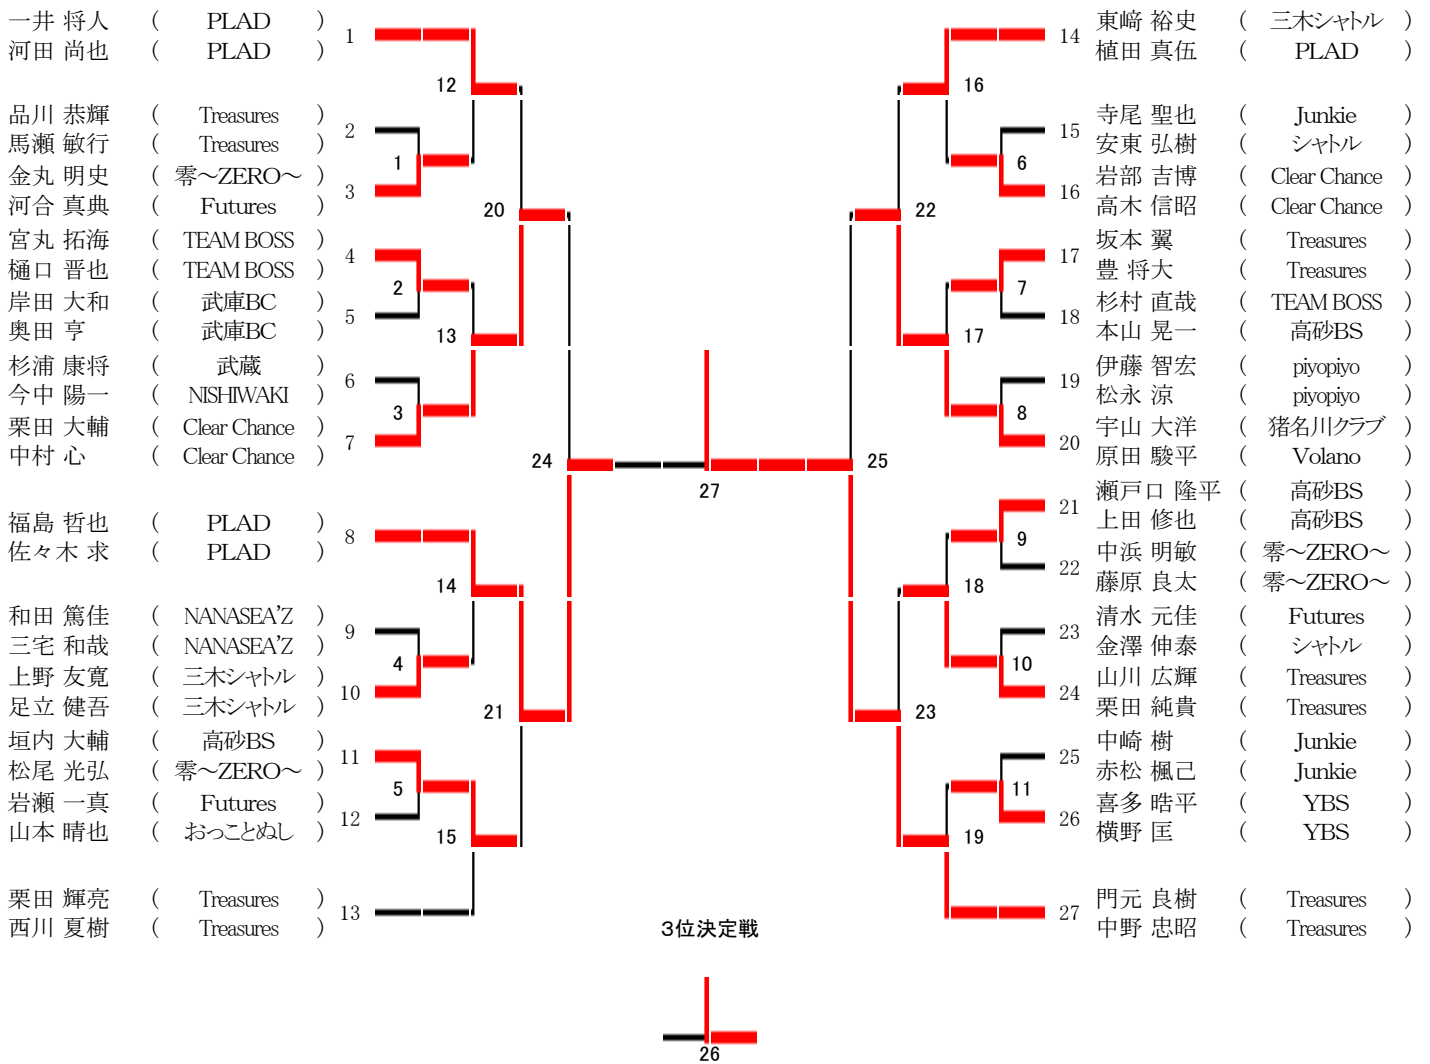 一井 将人 ( PLAD ) 1
河田 尚也 ( PLAD )
品川 恭輝 ( Treasures ) 2
馬瀬 敏行 ( Treasures )
金丸 明史 ( 零～ZERO～ ) 3
河合 真典 ( Futures )
宮丸 拓海 ( TEAM BOSS ) 4
樋口 晋也 ( TEAM BOSS )
岸田 大和 ( 武庫BC ) 5
奥田 亨 ( 武庫BC )
杉浦 康将 ( 武蔵 ) 6
今中 陽一 ( NISHIWAKI )
栗田 大輔 ( Clear Chance ) 7
中村 心 ( Clear Chance )
福島 哲也 ( PLAD ) 8
佐々木 求 ( PLAD )
和田 篤佳 ( NANASEA'Z ) 9
三宅 和哉 ( NANASEA'Z )
上野 友寛 ( 三木シャトル ) 10
足立 健吾 ( 三木シャトル )
垣内 大輔 ( 高砂BS ) 11
松尾 光弘 ( 零～ZERO～ )
岩瀬 一真 ( Futures ) 12
山本 晴也 ( おっことぬし )
栗田 輝亮 ( Treasures ) 13
西川 夏樹 ( Treasures )
12
1
20
2
13
3
24
14
4
21
5
15
27
3位決定戦
26
16
6
22
7
17
8
25
9
18
10
23
11
19
14 東﨑 裕史 ( 三木シャトル )
植田 真伍 ( PLAD )
15 寺尾 聖也 ( Junkie )
安東 弘樹 ( シャトル )
16 岩部 吉博 ( Clear Chance )
高木 信昭 ( Clear Chance )
17 坂本 翼 ( Treasures )
豊 将大 ( Treasures )
18 杉村 直哉 ( TEAM BOSS )
本山 晃一 ( 高砂BS )
19 伊藤 智宏 ( piyopiyo )
松永 涼 ( piyopiyo )
20 宇山 大洋 ( 猪名川クラブ )
原田 駿平 ( Volano )
21 瀬戸口 隆平 ( 高砂BS )
上田 修也 ( 高砂BS )
22 中浜 明敏 ( 零～ZERO～ )
藤原 良太 ( 零～ZERO～ )
23 清水 元佳 ( Futures )
金澤 伸泰 ( シャトル )
24 山川 広輝 ( Treasures )
栗田 純貴 ( Treasures )
25 中崎 樹 ( Junkie )
赤松 楓己 ( Junkie )
26 喜多 晧平 ( YBS )
横野 匡 ( YBS )
27 門元 良樹 ( Treasures )
中野 忠昭 ( Treasures )